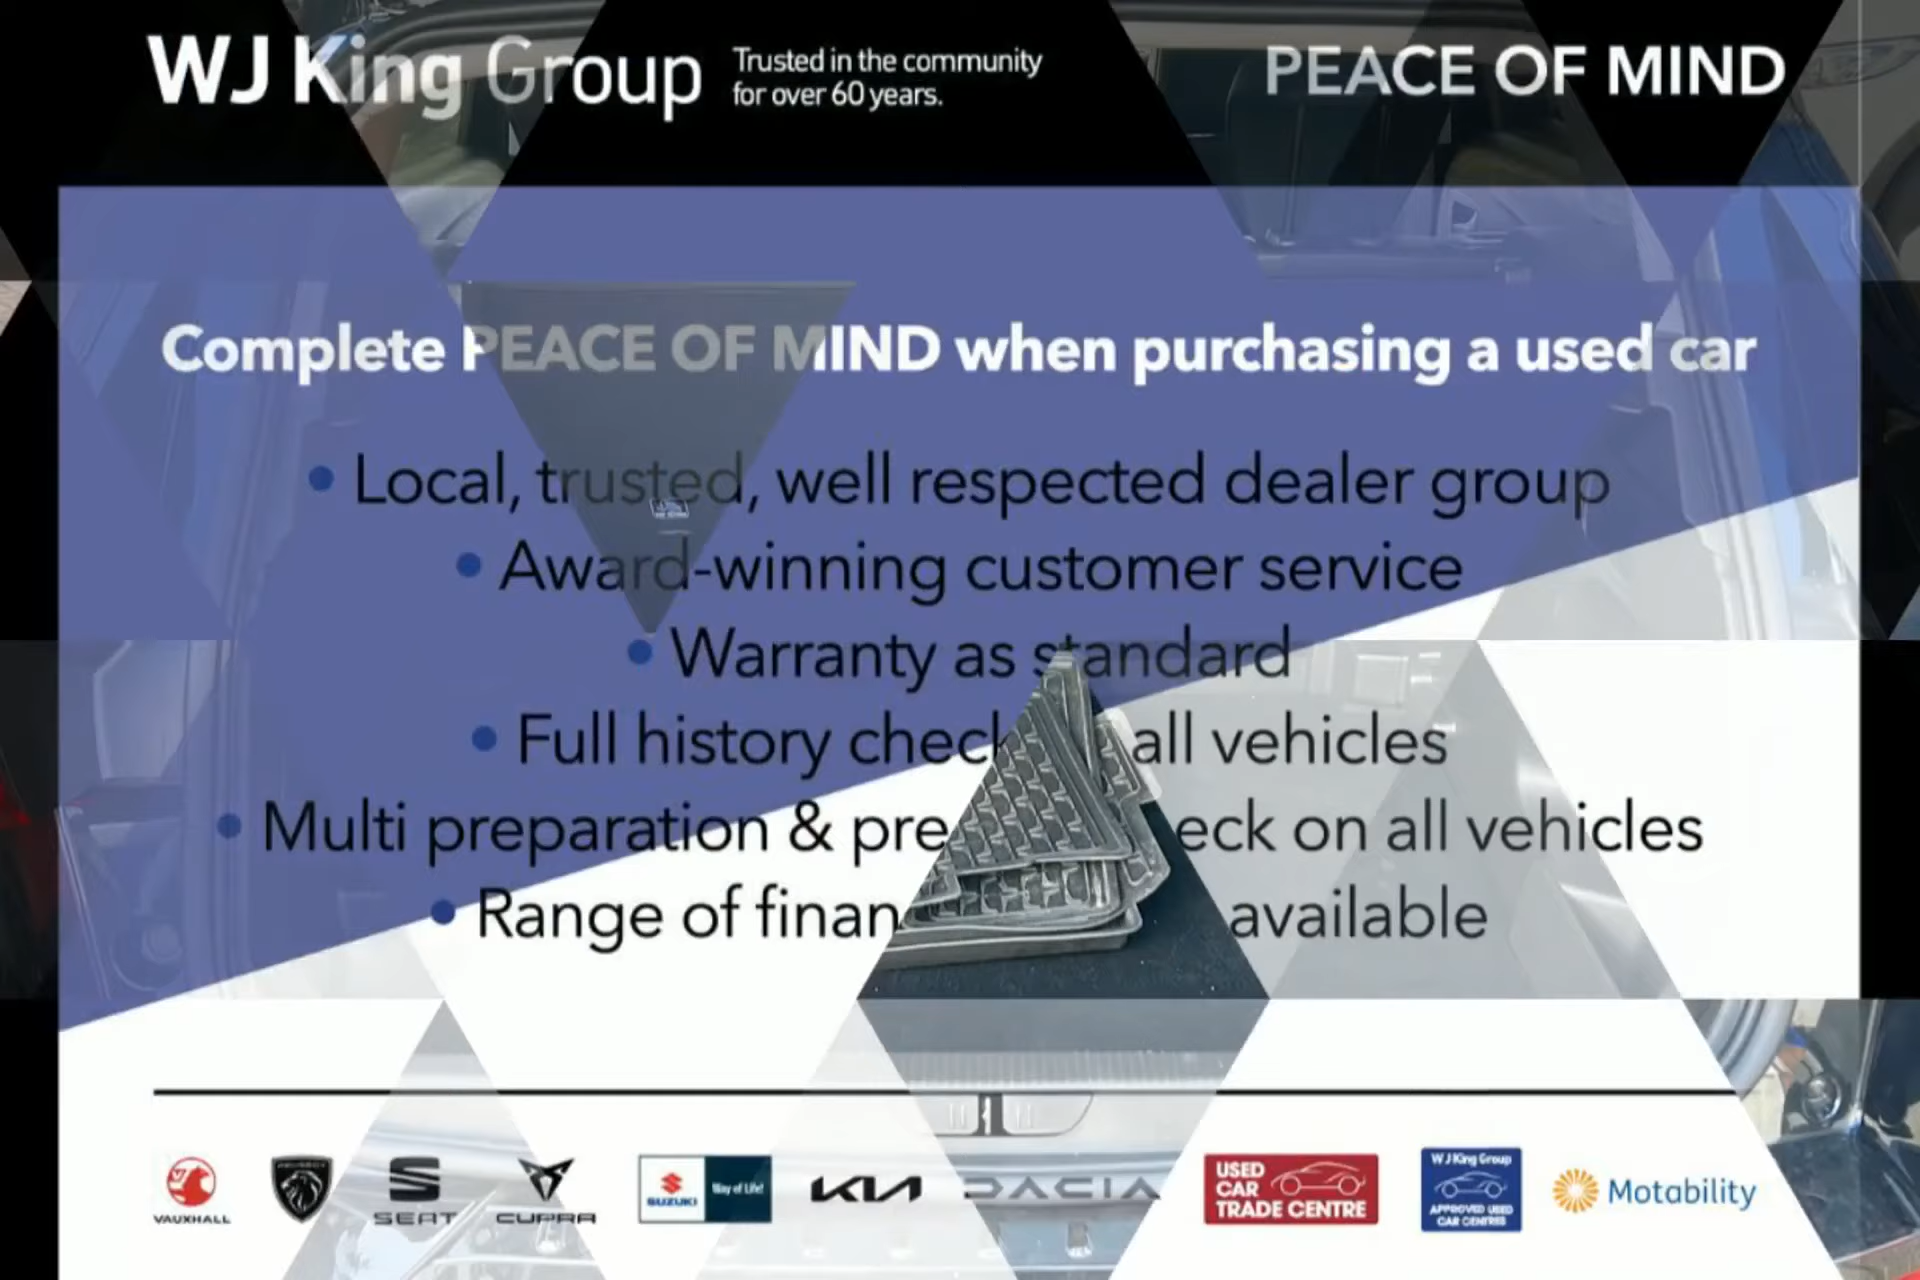 WJ King Group
Trusted in the community
for over 60 years.
PEACE OF MIND
Complete PEACE OF MIND when purchasing a used car
• Local, trusted, well respected dealer group
• Award-winning customer service
• Warranty as standard
• Full history check all vehicles
• Multi preparation & pre eck on all vehicles
• Range of finan available
VAUXHALL
PEUGEOT
SEAT
CUPRA
SUZUKI
Way of Life!
KIA
DACIA
USED
CAR
TRADE CENTRE
W J King Group
APPROVED USED
CAR CENTRES
Motability